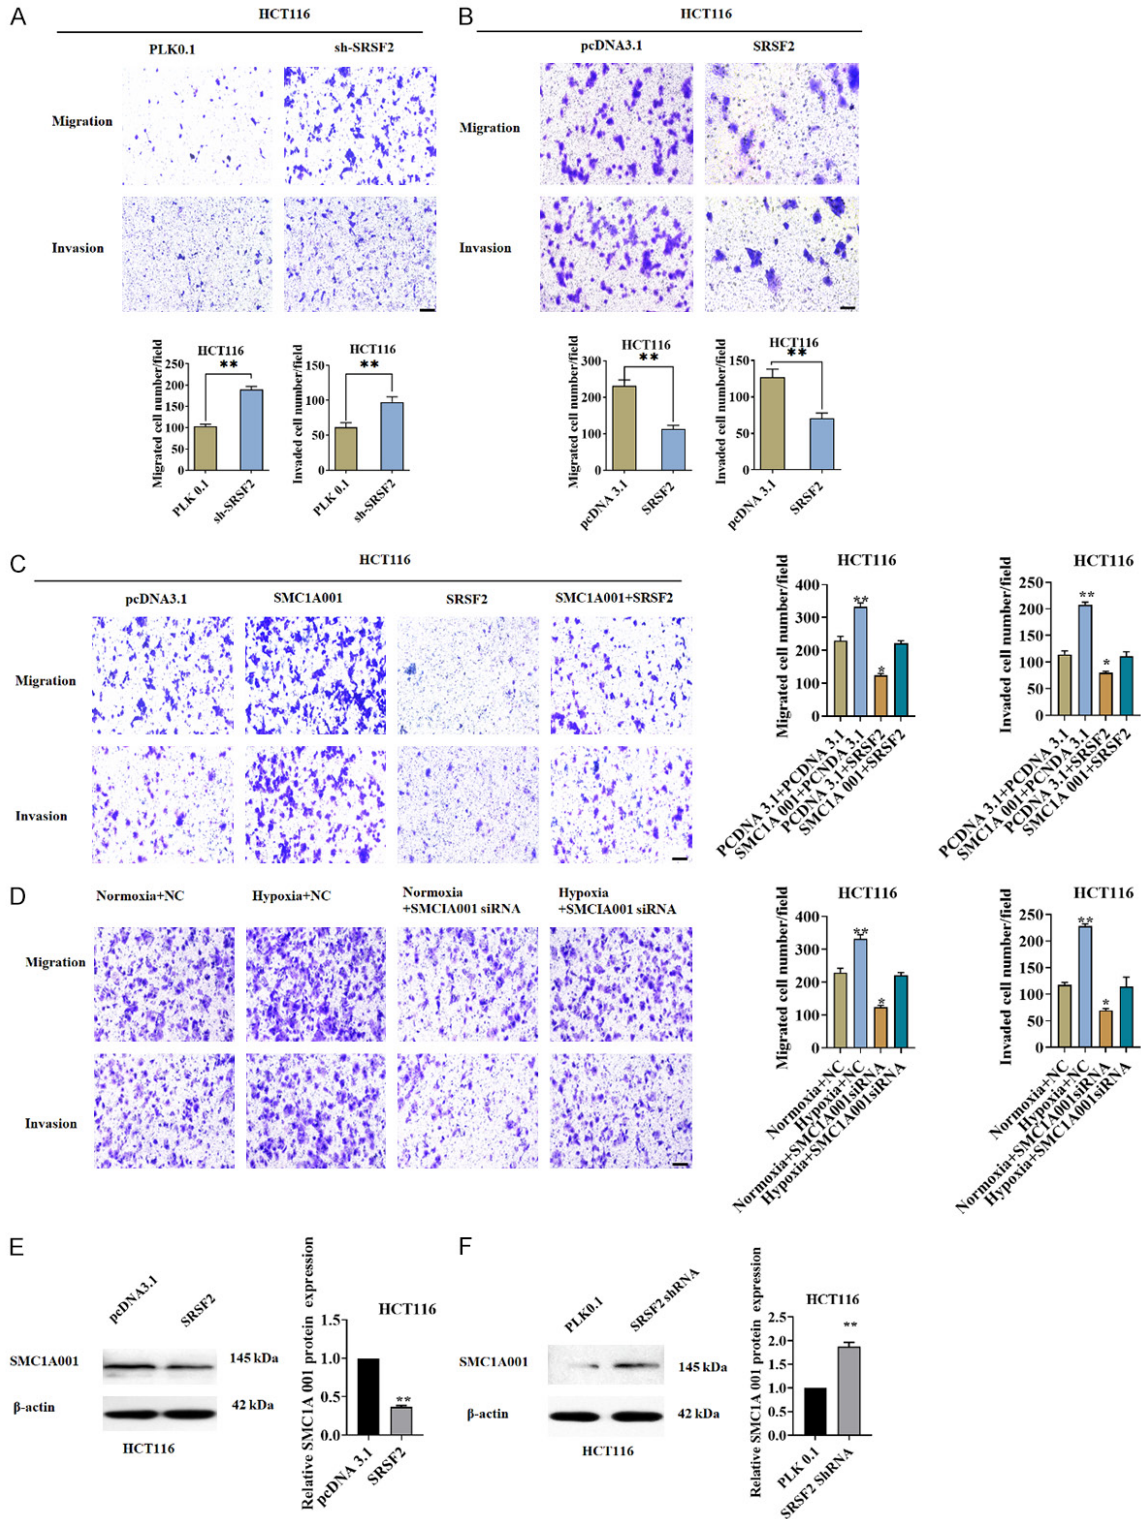 A
HCT116
PLK0.1
sh-SRSF2
Migration
Invasion
HCT116
**
Migrated cell number/field
250
200
150
100
50
0
PLK 0.1
sh-SRSF2
HCT116
**
Invaded cell number/field
150
100
50
0
PLK 0.1
sh-SRSF2
B
HCT116
pcDNA3.1
SRSF2
Migration
Invasion
HCT116
**
Migrated cell number/field
300
200
100
0
pcDNA 3.1
SRSF2
HCT116
**
Invaded cell number/field
150
100
50
0
pcDNA 3.1
SRSF2
C
HCT116
pcDNA3.1
SMC1A001
SRSF2
SMC1A001+SRSF2
Migration
Invasion
HCT116
Migrated cell number/field
400
300
200
100
0
**
*
PCDNA 3.1+PCDNA 3.1
SMC1A 001+PCNDA 3.1
PCDNA 3.1+SRSF2
SMC1A 001+SRSF2
HCT116
Invaded cell number/field
250
200
150
100
50
0
**
*
PCDNA 3.1+PCDNA 3.1
SMC1A 001+PCNDA 3.1
PCDNA 3.1+SRSF2
SMC1A 001+SRSF2
D
Normoxia+NC
Hypoxia+NC
Normoxia
+SMCIA001 siRNA
Hypoxia
+SMCIA001 siRNA
Migration
Invasion
HCT116
Migrated cell number/field
400
300
200
100
0
**
*
Normoxia+NC
Hypoxia+NC
Normoxia+SMCIA001siRNA
Hypoxia+SMC1A001siRNA
HCT116
Invaded cell number/field
250
200
150
100
50
0
**
*
Normoxia+NC
Hypoxia+NC
Normoxia+SMCIA001siRNA
Hypoxia+SMC1A001siRNA
E
pcDNA3.1
SRSF2
SMC1A001
145 kDa
β-actin
42 kDa
HCT116
Relative SMC1A 001 protein expression
HCT116
1.5
1.0
0.5
0.0
**
pcDNA 3.1
SRSF2
F
PLK0.1
SRSF2 shRNA
SMC1A001
145 kDa
β-actin
42 kDa
HCT116
Relative SMC1A 001 protein expression
HCT116
2.5
2.0
1.5
1.0
0.5
0.0
**
PLK 0.1
SRSF2 ShRNA